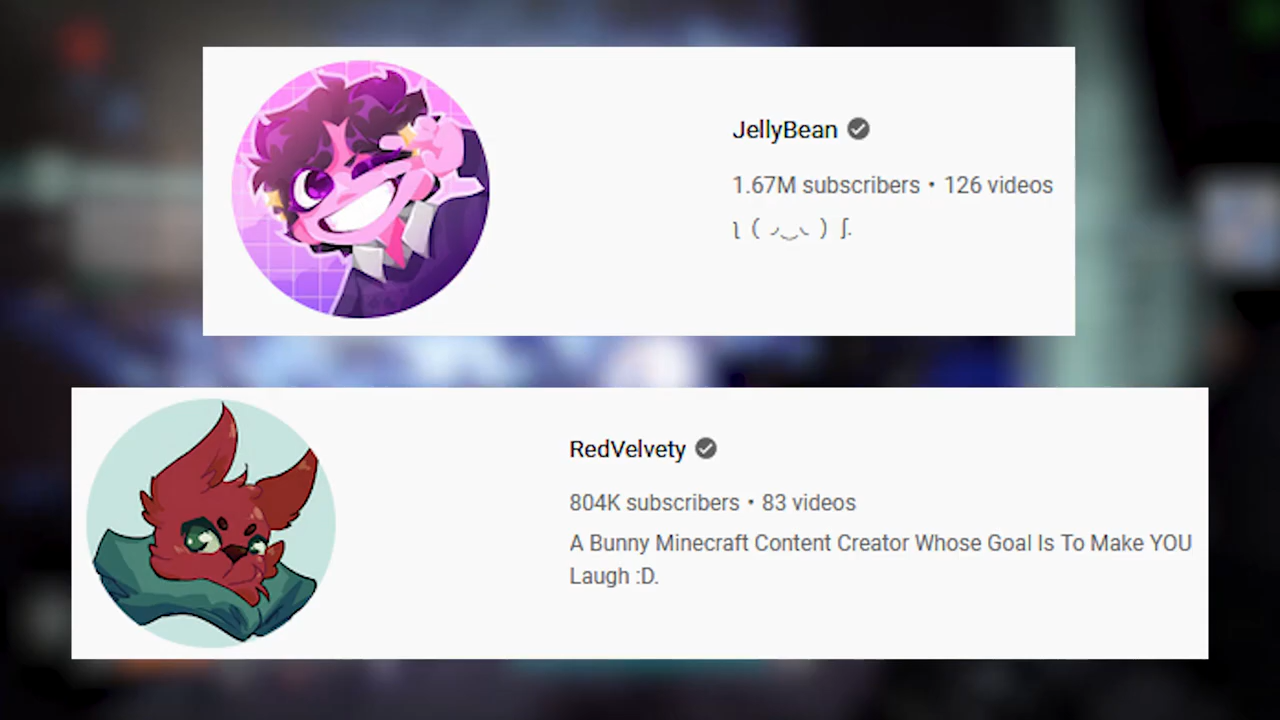 JellyBean
1.67M subscribers • 126 videos
ʅ ( ◞‿◟ ) ʃ.
RedVelvety
804K subscribers • 83 videos
A Bunny Minecraft Content Creator Whose Goal Is To Make YOU
Laugh :D.